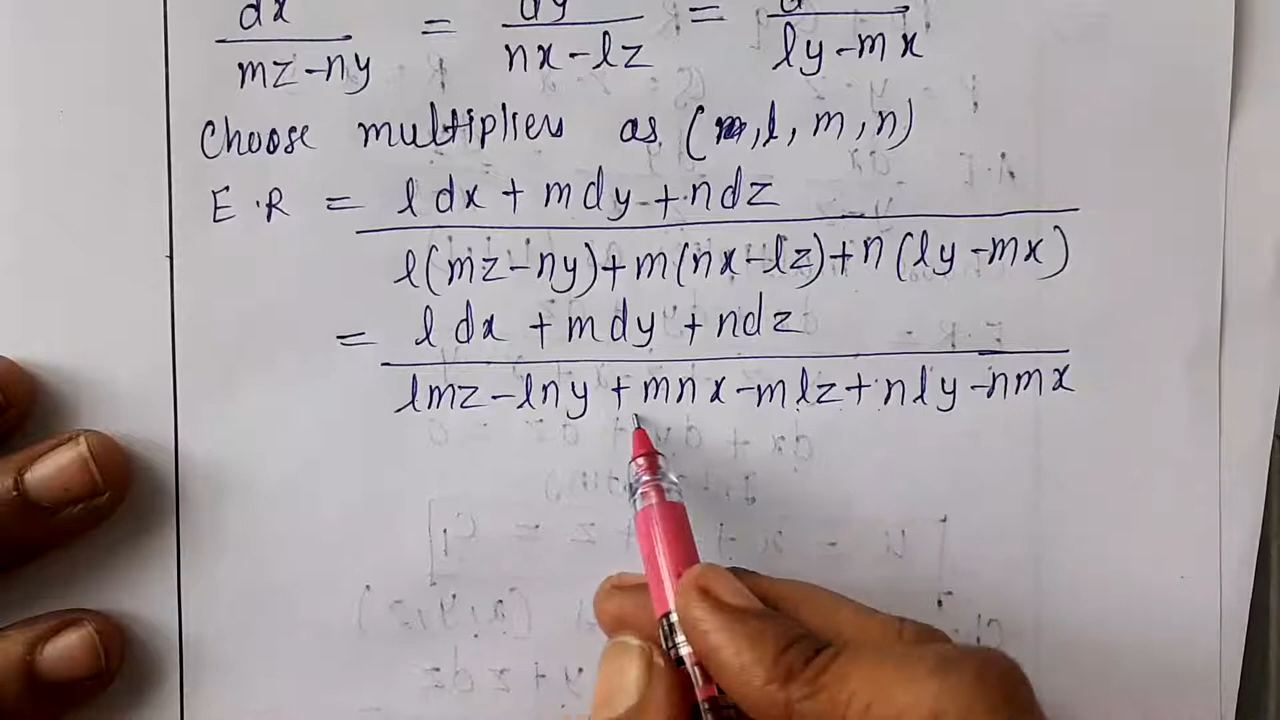 dx/mz-ny = dy/nx-lz = /ly-mx
Choose multipliers as (l, m, n)
E.R = l dx + m dy + n dz
l(mz-ny)+m(nx-lz)+n(ly-mx)
= l dx + m dy + n dz
lmz-lny+mnx-mlz+nly-nmx